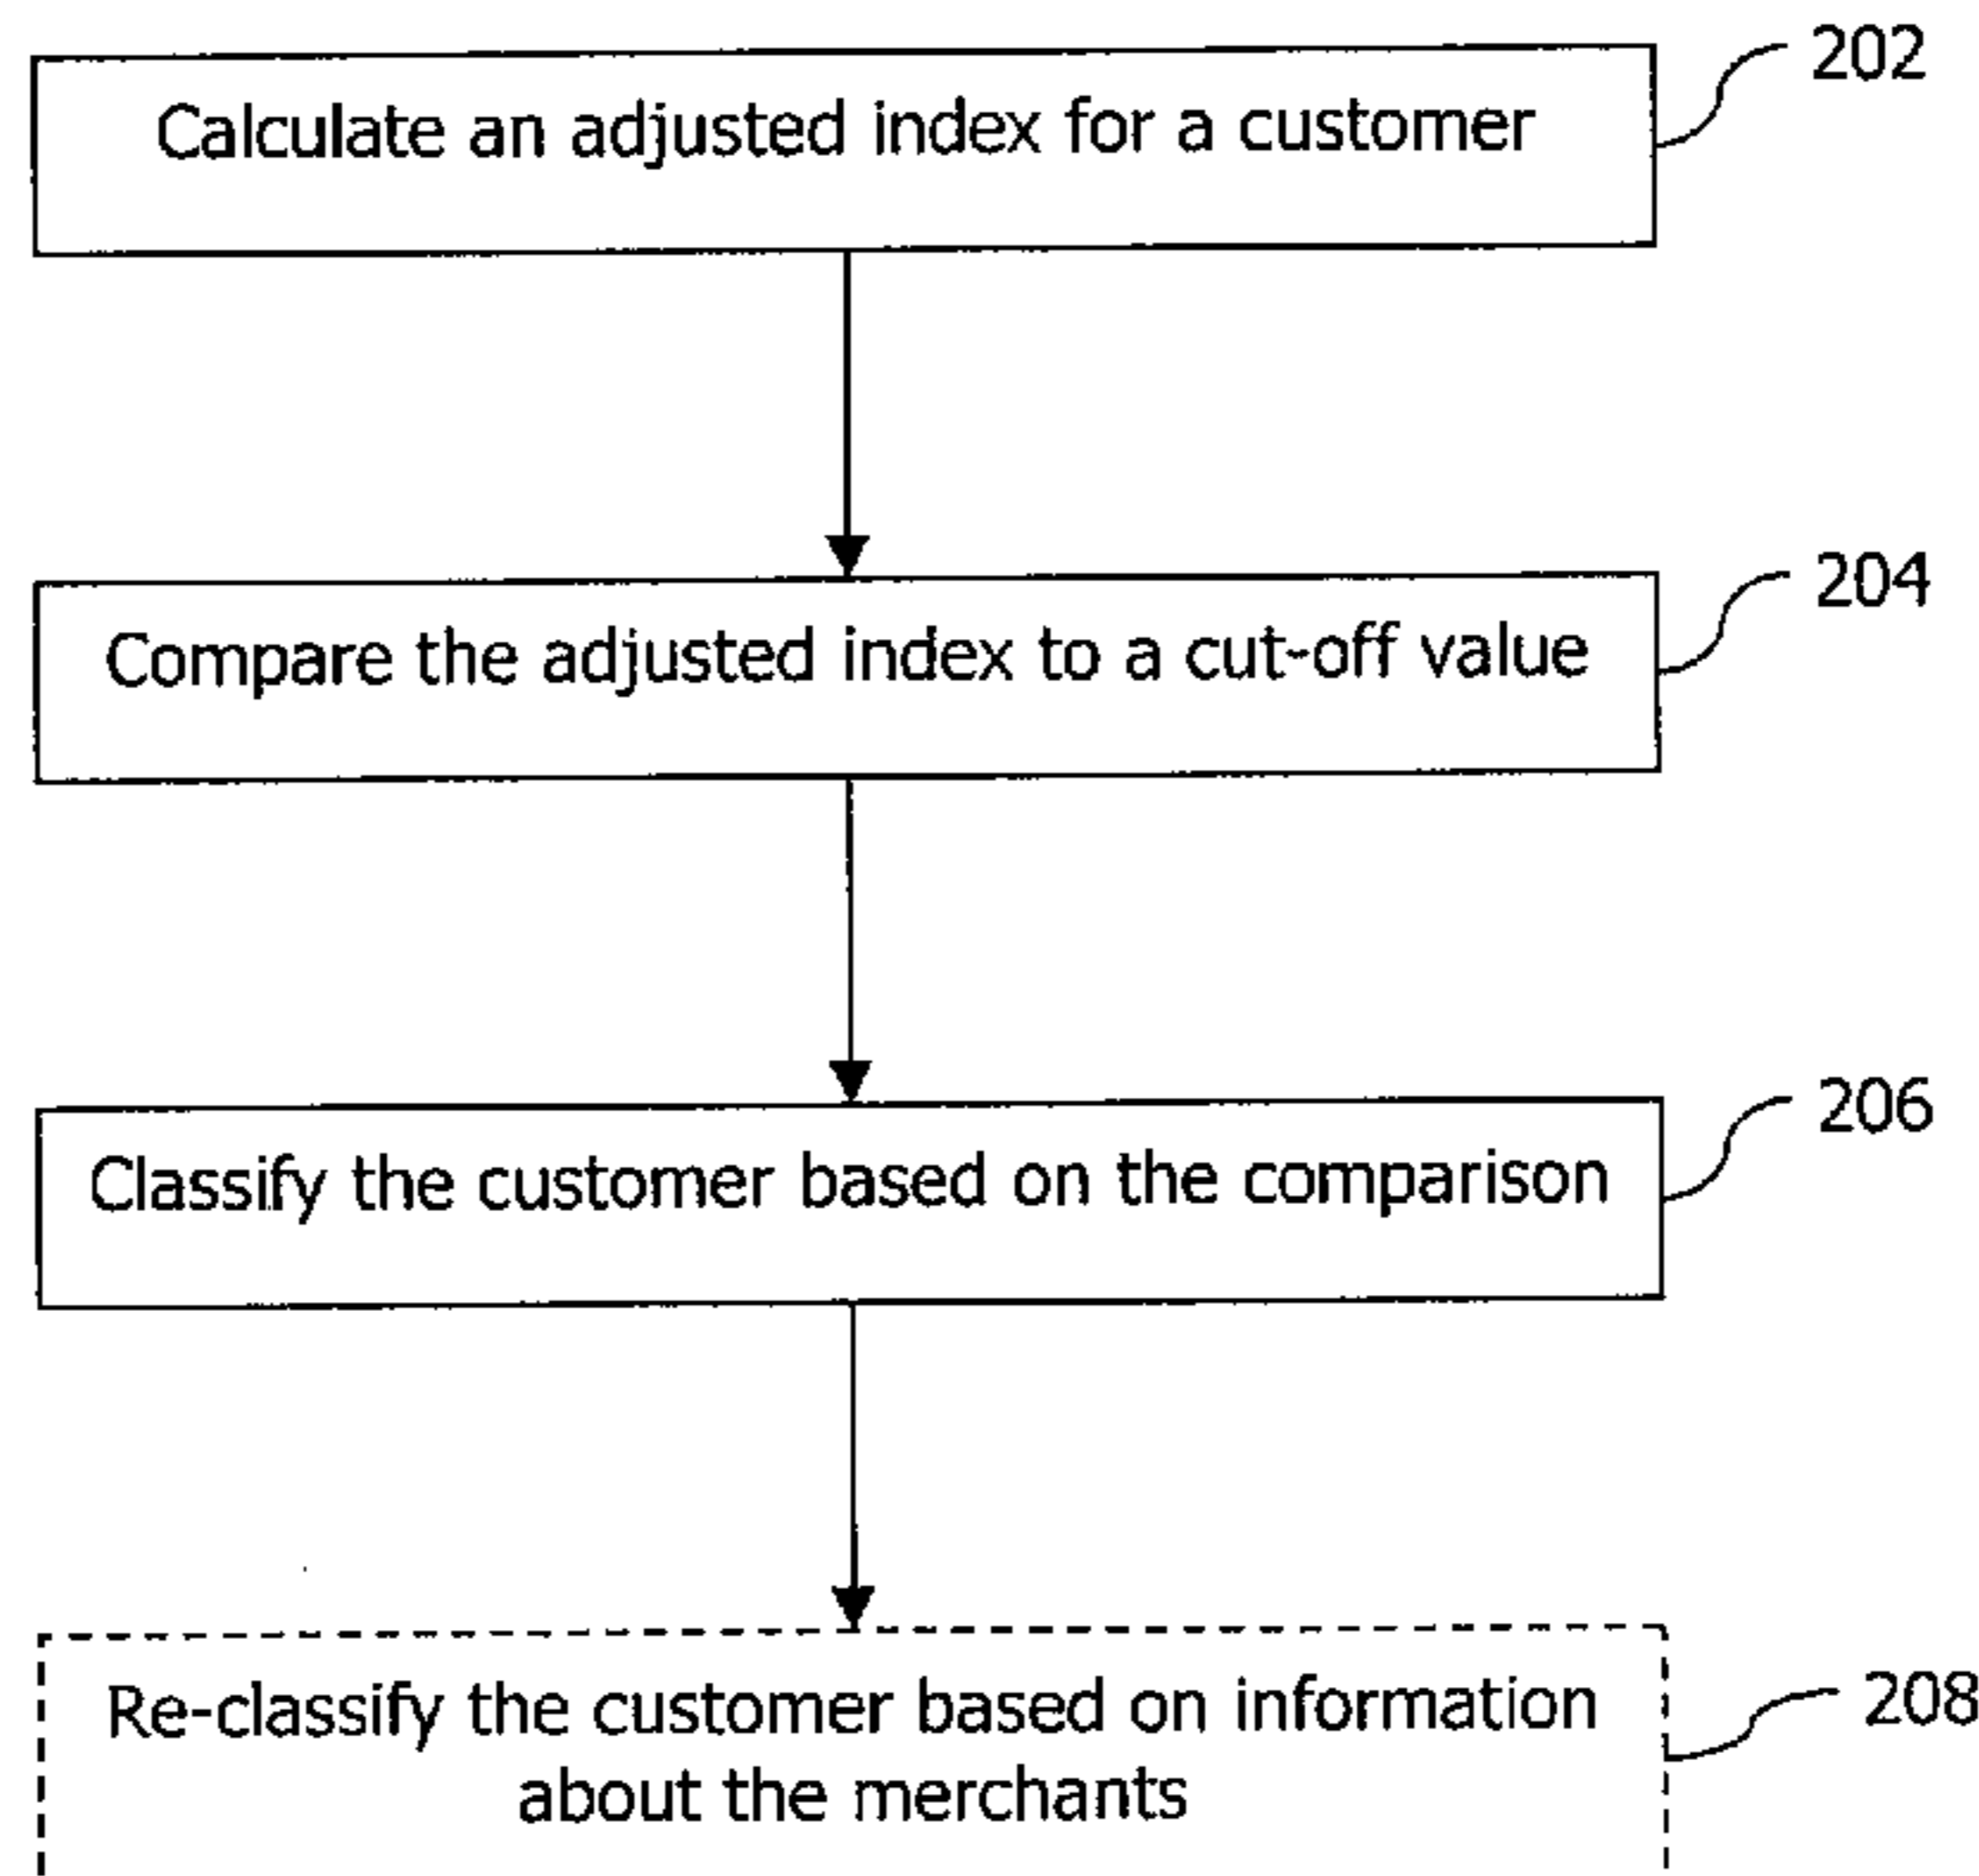 202
Calculate an adjusted index for a customer
204
Compare the adjusted index to a cut-off value
206
Classify the customer based on the comparison
208
Re-classify the customer based on information
about the merchants